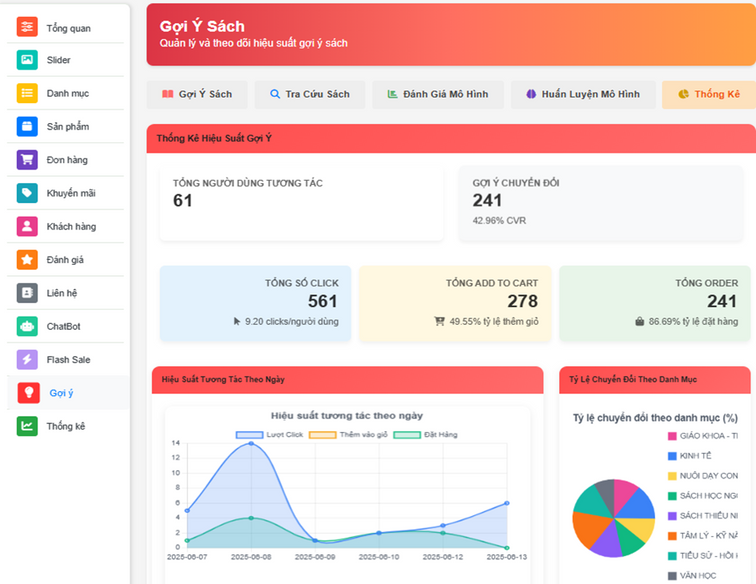 Tổng quan
Slider
Danh mục
Sản phẩm
Đơn hàng
Khuyến mãi
Khách hàng
Đánh giá
Liên hệ
ChatBot
Flash Sale
Gợi ý
Thống kê
Gợi Ý Sách
Quản lý và theo dõi hiệu suất gợi ý sách
Gợi Ý Sách
Tra Cứu Sách
Đánh Giá Mô Hình
Huấn Luyện Mô Hình
Thống Kê
Thống Kê Hiệu Suất Gợi Ý
TỔNG NGƯỜI DÙNG TƯƠNG TÁC
61
GỢI Ý CHUYỂN ĐỔI
241
42.96% CVR
TỔNG SỐ CLICK
561
9.20 clicks/người dùng
TỔNG ADD TO CART
278
49.55% tỷ lệ thêm giỏ
TỔNG ORDER
241
86.69% tỷ lệ đặt hàng
Hiệu Suất Tương Tác Theo Ngày
Hiệu suất tương tác theo ngày
Lượt Click Thêm vào giỏ Đặt Hàng
14
12
10
8
6
4
2
0
2025-06-07 2025-06-08 2025-06-09 2025-06-10 2025-06-12 2025-06-13
Tỷ Lệ Chuyển Đổi Theo Danh Mục
Tỷ lệ chuyển đổi theo danh mục (%)
GIÁO KHOA - T
KINH TẾ
NUÔI DẠY CON
SÁCH HỌC NG
SÁCH THIẾU N
TÂM LÝ - KỸ N
TIỂU SỬ - HỒI
VĂN HỌC